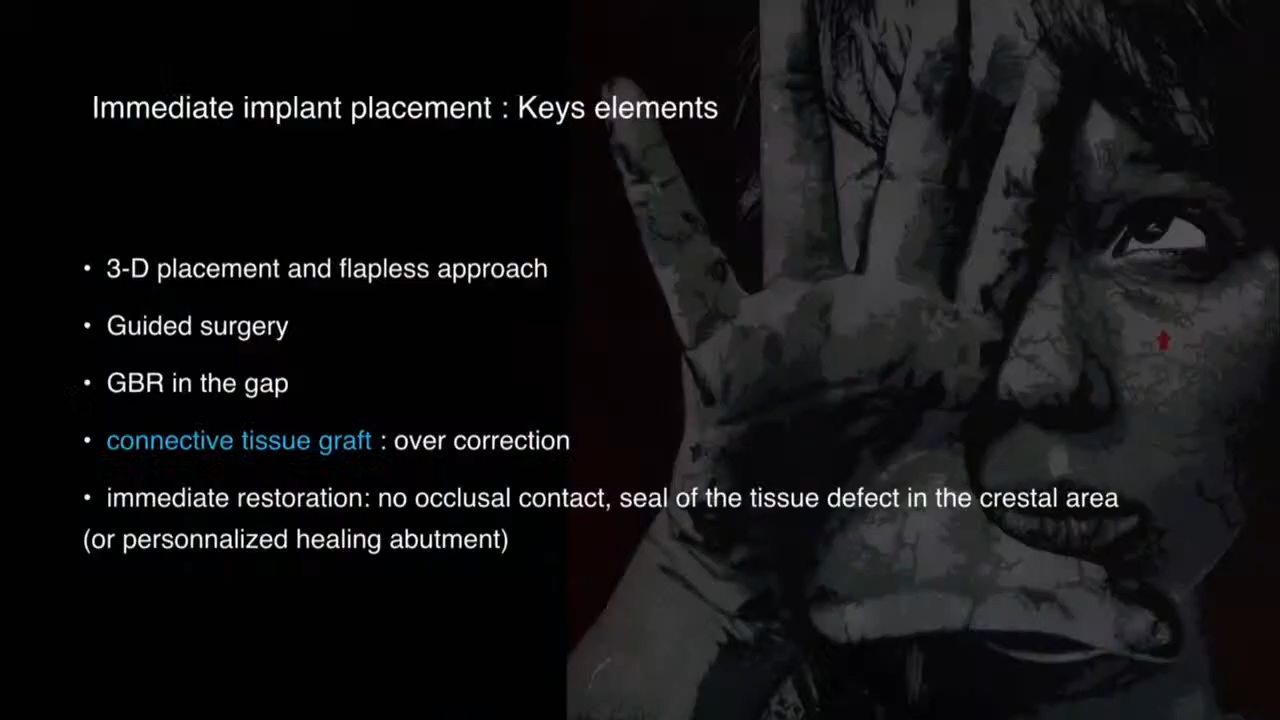 Immediate implant placement : Keys elements
• 3-D placement and flapless approach
• Guided surgery
• GBR in the gap
• connective tissue graft : over correction
• immediate restoration: no occlusal contact, seal of the tissue defect in the crestal area
(or personnalized healing abutment)